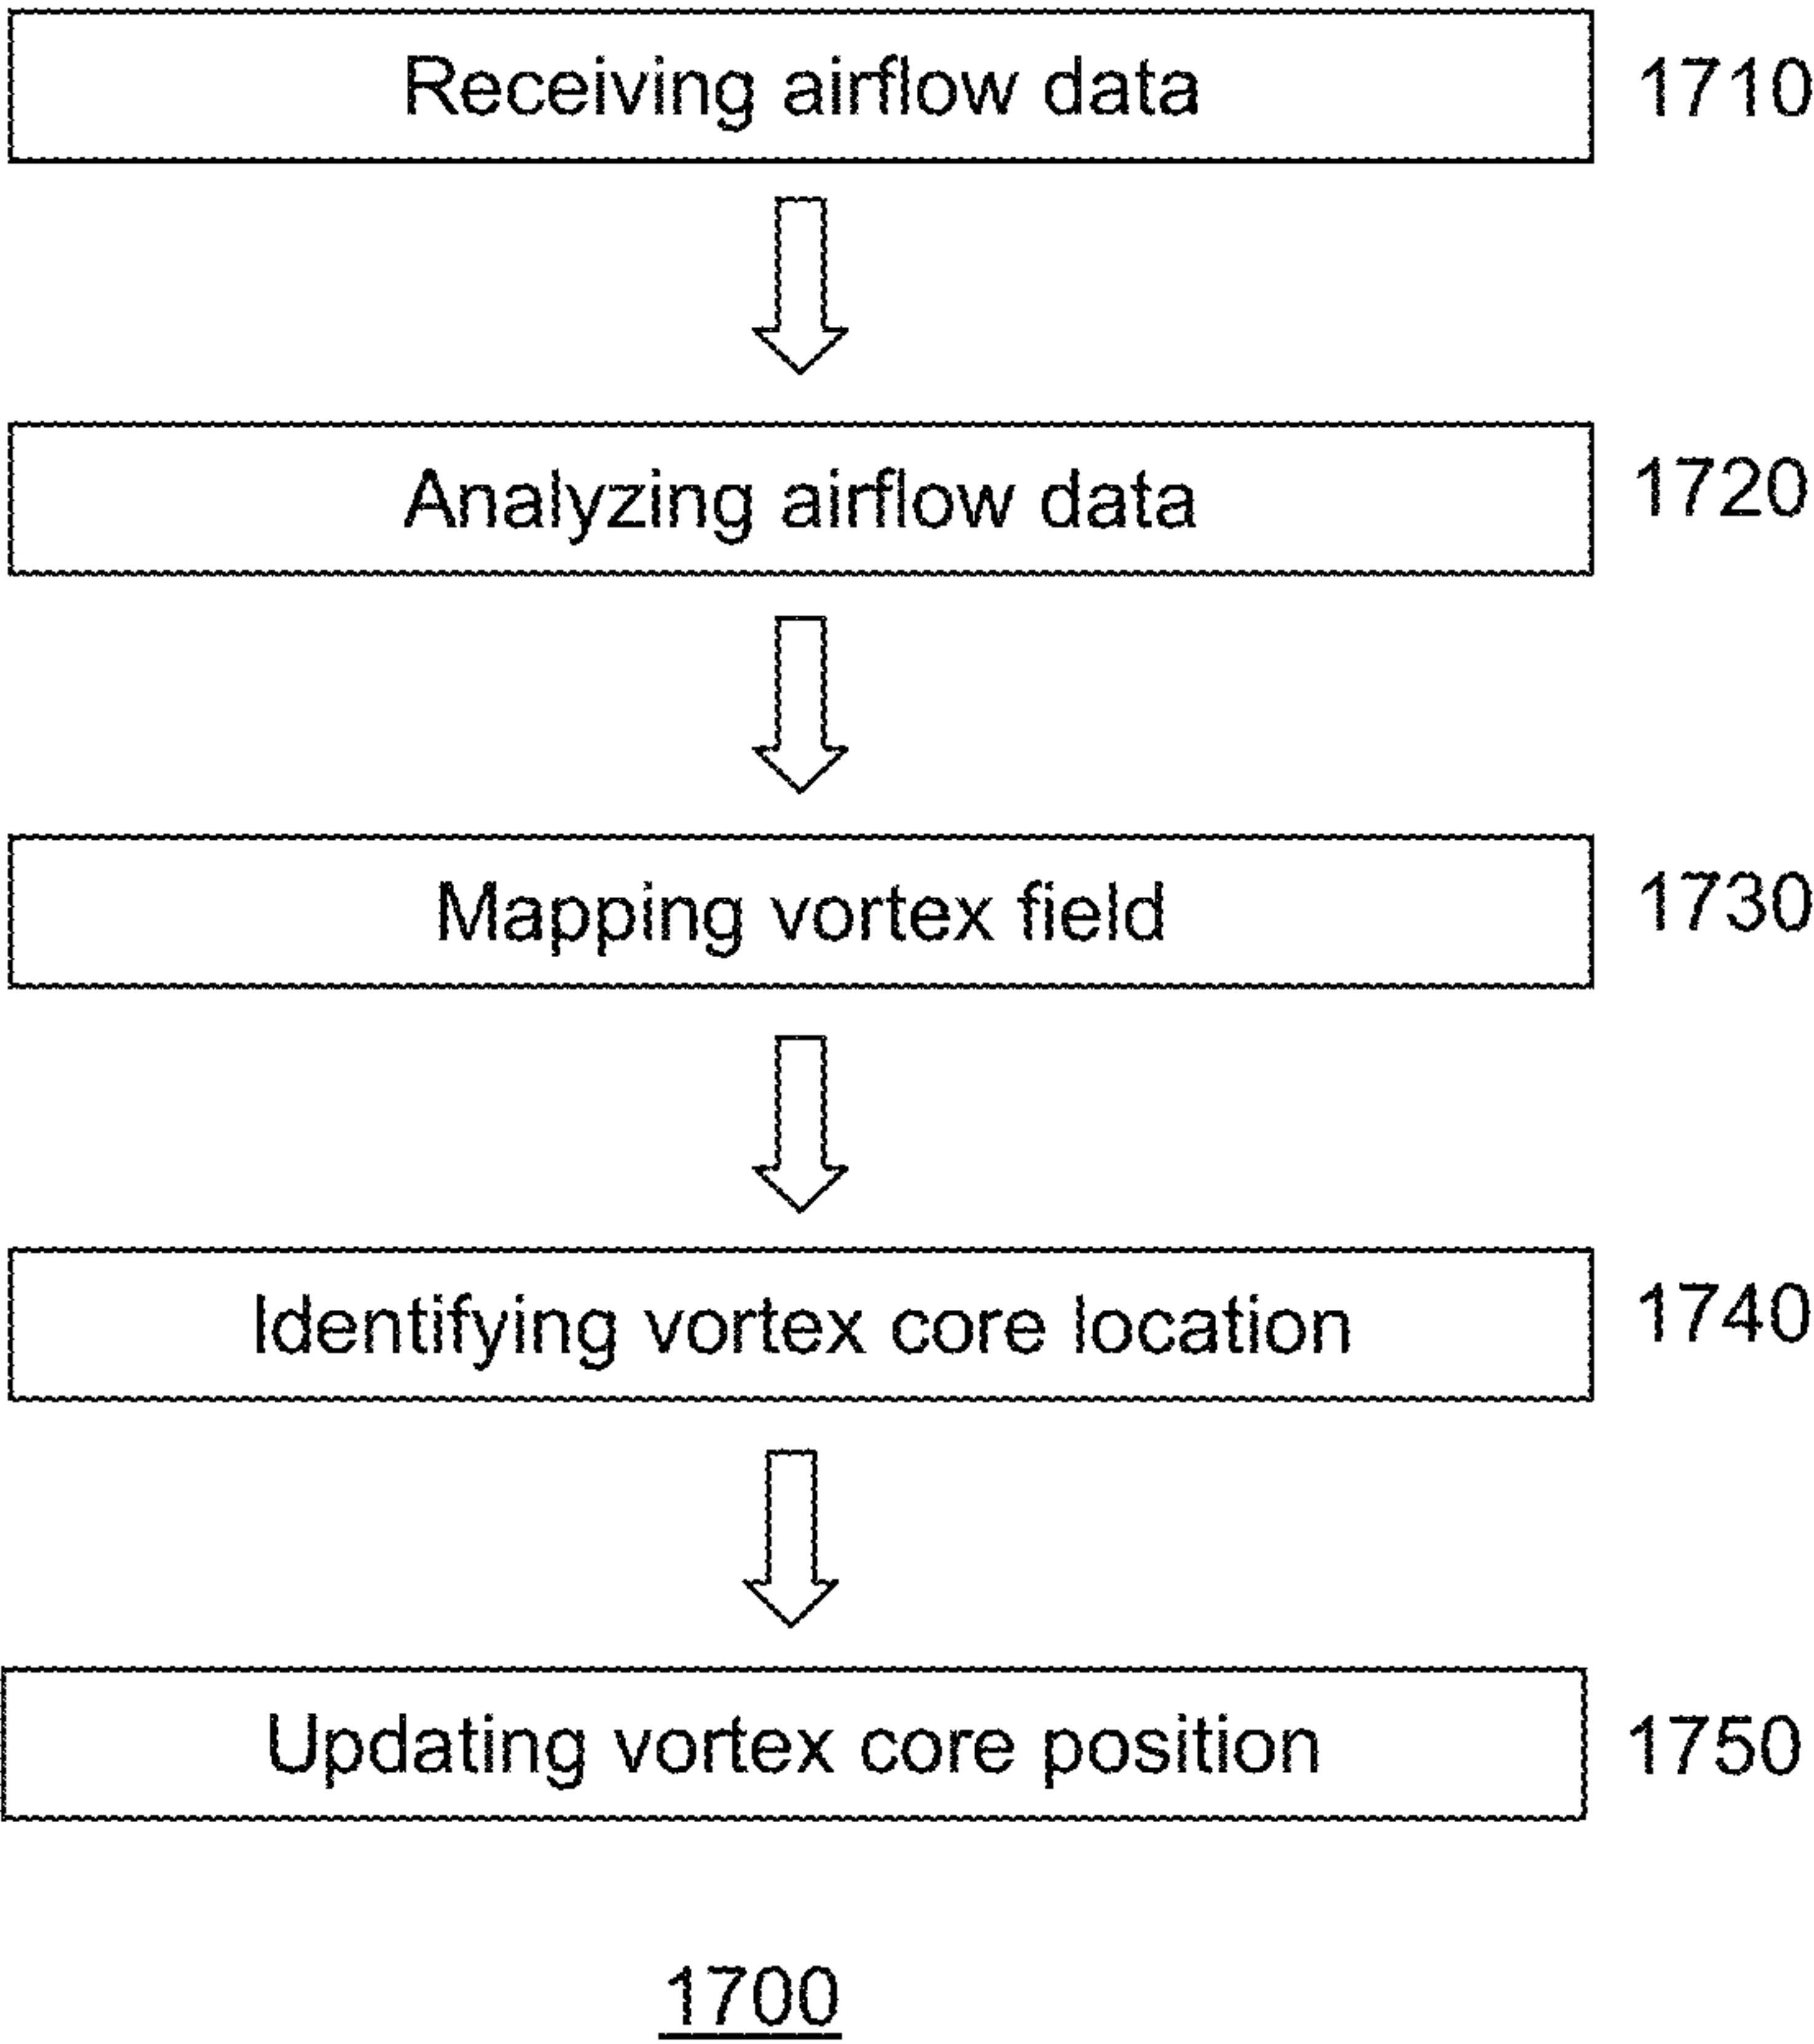 Receiving airflow data 1710
Analyzing airflow data 1720
Mapping vortex field 1730
Identifying vortex core location 1740
Updating vortex core position 1750
1700